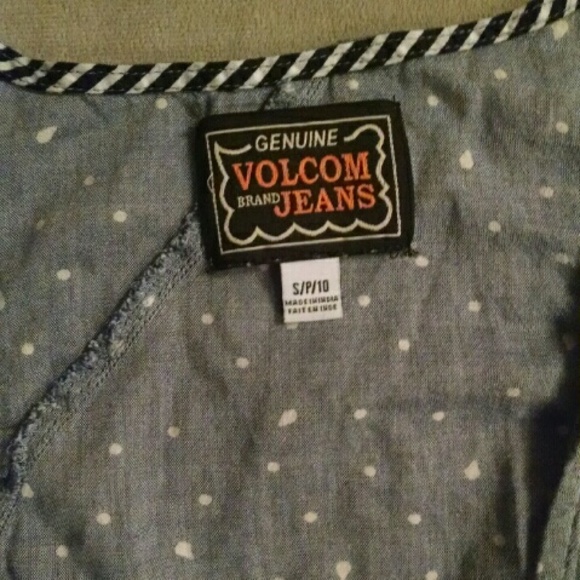 GENUINE
VOLCOM
BRAND JEANS
S/P/10
MADE IN INDIA
FAIT EN INDE